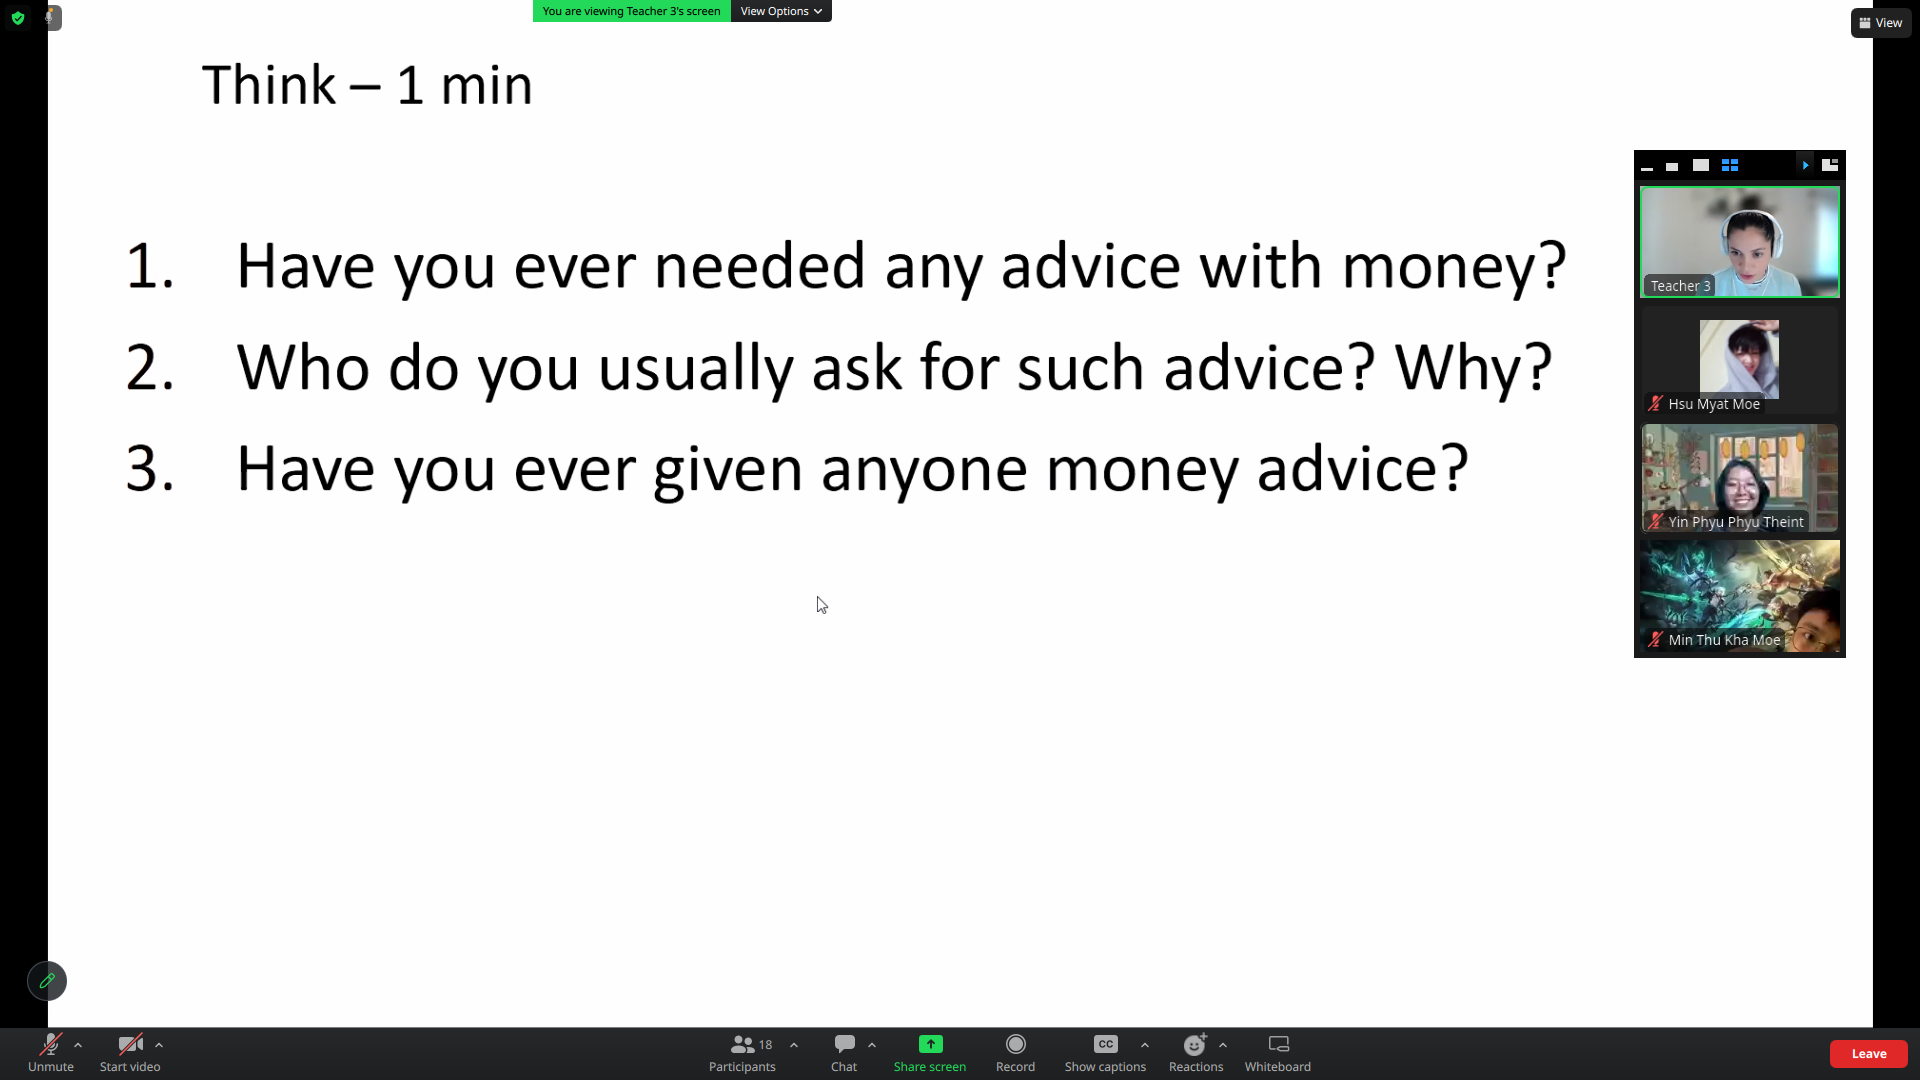 You are viewing Teacher 3's screen
View Options
View
Think – 1 min
1. Have you ever needed any advice with money?
2. Who do you usually ask for such advice? Why?
3. Have you ever given anyone money advice?
Teacher 3
Hsu Myat Moe
Yin Phyu Phyu Theint
Min Thu Kha Moe
Unmute
Start video
18
Participants
Chat
Share screen
Record
CC
Show captions
Reactions
Whiteboard
Leave